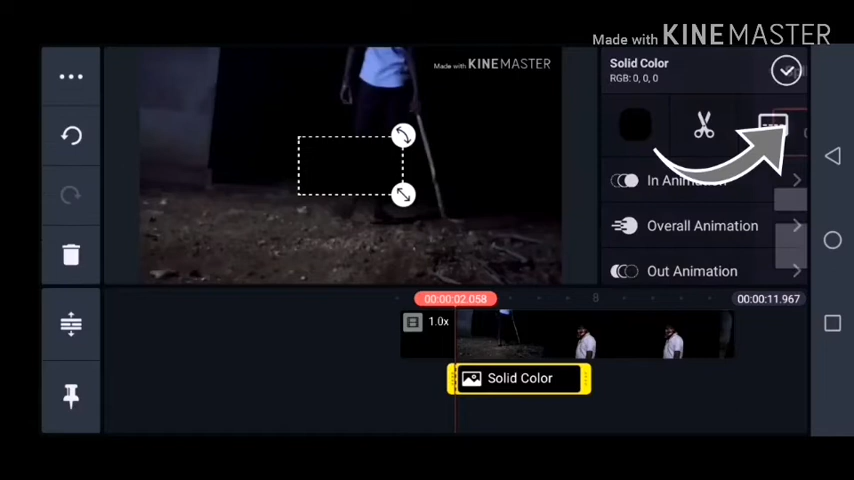 Made with KINEMASTER
Made with KINEMASTER
Solid Color
RGB: 0, 0, 0
In Animation
Overall Animation
Out Animation
00:00:02.058
8
00:00:11.967
1.0x
Solid Color